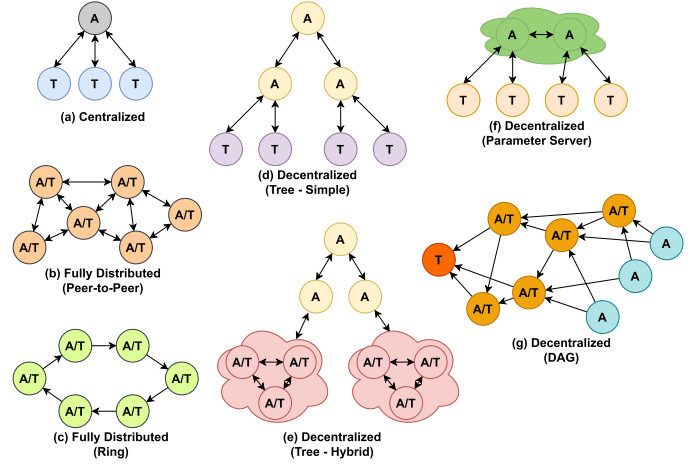 A
T T T
(a) Centralized
A/T A/T
A/T A/T
A/T A/T
(b) Fully Distributed
(Peer-to-Peer)
A/T A/T
A/T A/T
A/T A/T
(c) Fully Distributed
(Ring)
A
A A
T T T T
(d) Decentralized
(Tree - Simple)
A
A A
A/T A/T A/T A/T
A/T A/T
(e) Decentralized
(Tree - Hybrid)
A A
T T T T
(f) Decentralized
(Parameter Server)
A/T A/T
A/T A
T A
A/T A/T
A
(g) Decentralized
(DAG)